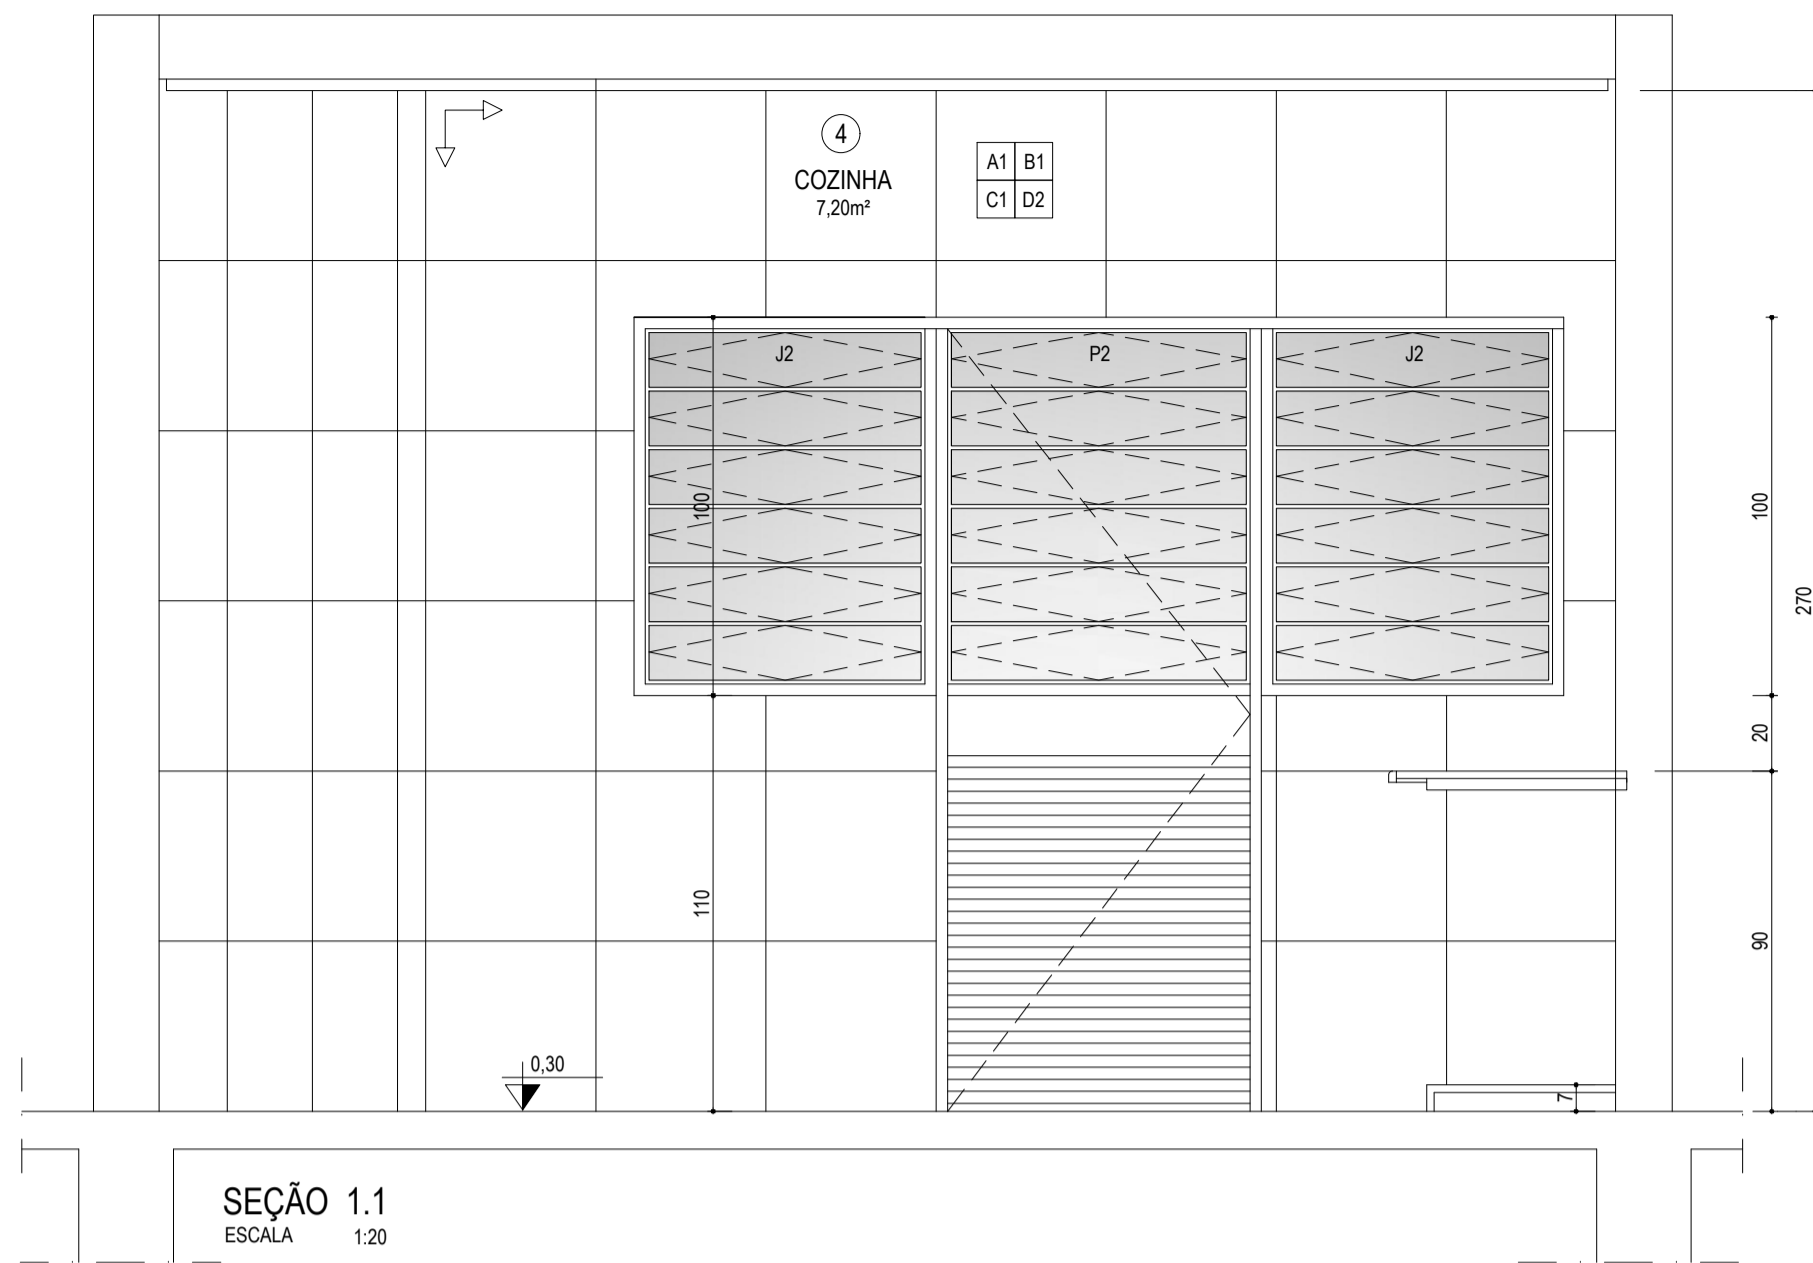 4
COZINHA
7,20m²
A1 B1
C1 D2
J2 P2 J2
100
100
270
20
110
90
0,30
7
SEÇÃO 1.1
ESCALA 1:20